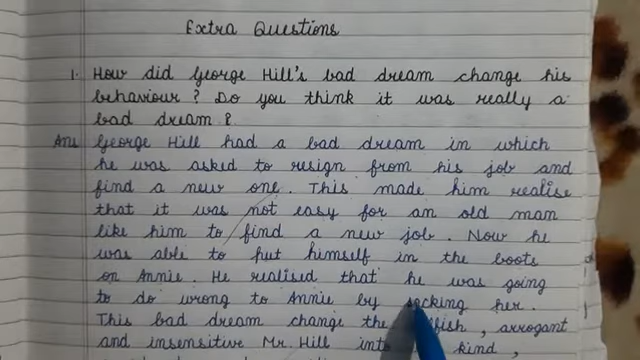 Extra Questions
1. How did George Hill's bad dream change his
behaviour? Do you think it was really a
bad dream?
Ans George Hill had a bad dream in which
he was asked to resign from his job and
find a new one. This made him realise
that it was not easy for an old man
like him to find a new job. Now he
was able to put himself in the boots
on Annie. He realised that he was going
to do wrong to Annie by sacking her.
This bad dream change the , arrogant
and insensitive Mr. Hill into kind,